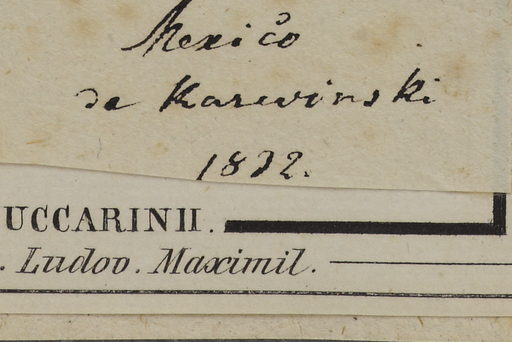 Mexico
de Karwinski
1832.
UCCARINII.
. Ludov. Maximil.